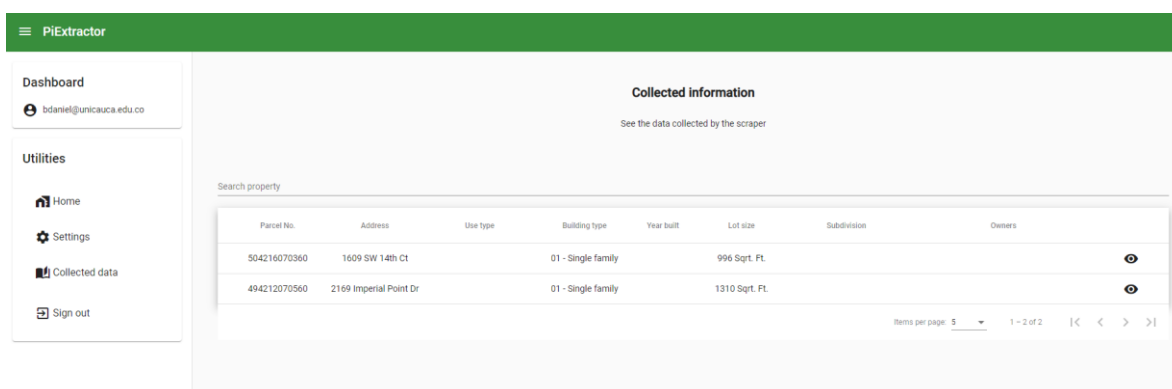 PiExtractor
Dashboard
bdaniel@unicauca.edu.co
Utilities
Home
Settings
Collected data
Sign out
Collected information
See the data collected by the scraper
Search property
Parcel No. Address Use type Building type Year built Lot size Subdivision Owners
504216070360 1609 SW 14th Ct 01 - Single family 996 Sqrt. Ft.
494212070560 2169 Imperial Point Dr 01 - Single family 1310 Sqrt. Ft.
Items per page: 5 1 – 2 of 2